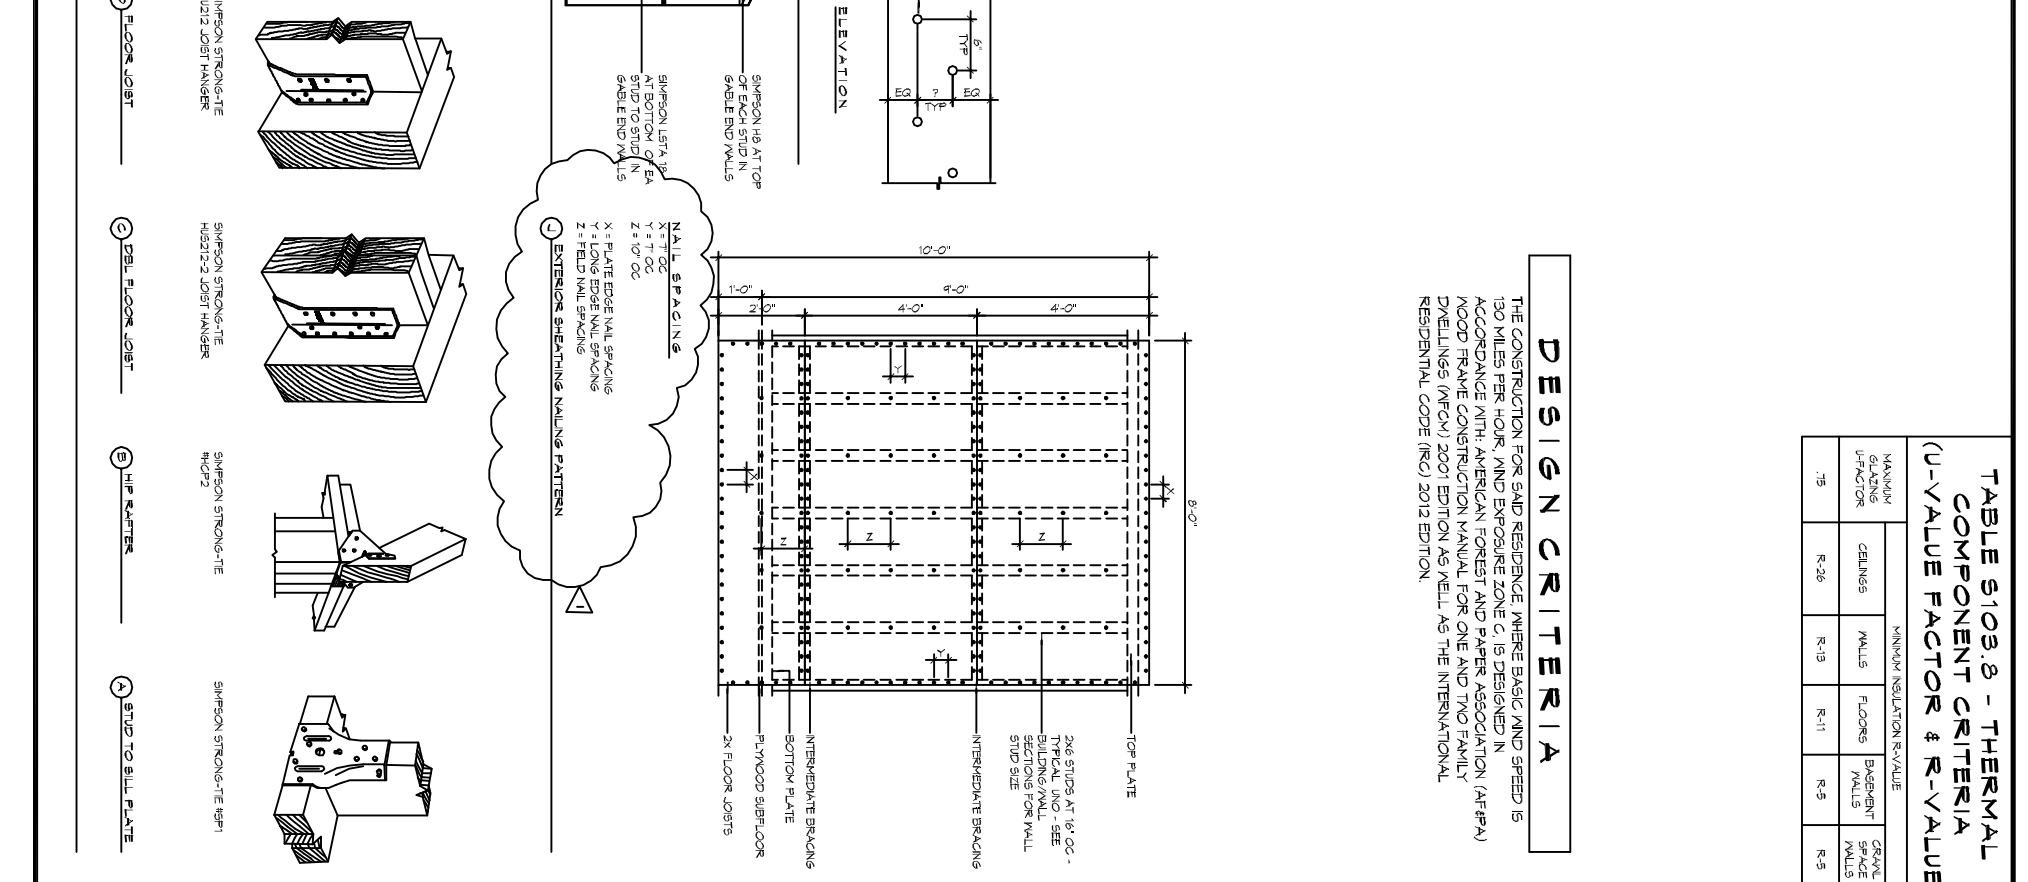 TABLE S103.8 - THERMAL
COMPONENT CRITERIA
(U-VALUE FACTOR & R-VALUE
MAXIMUM
GLAZING
U-FACTOR
MINIMUM INSULATION R-VALUE
CEILINGS
WALLS
FLOORS
BASEMENT
WALLS
CRAWL
SPACE
WALLS
.75
R-26
R-13
R-11
R-5
R-5
DESIGN CRITERIA
THE CONSTRUCTION FOR SAID RESIDENCE, WHERE BASIC WIND SPEED IS
130 MILES PER HOUR, WIND EXPOSURE ZONE C, IS DESIGNED IN
ACCORDANCE WITH: AMERICAN FOREST AND PAPER ASSOCIATION (AF&PA)
WOOD FRAME CONSTRUCTION MANUAL FOR ONE AND TWO FAMILY
DWELLINGS (WFCM) 2001 EDITION AS WELL AS THE INTERNATIONAL
RESIDENTIAL CODE (IRC) 2012 EDITION.
6"
TYP
EQ
?
EQ
TYP
ELEVATION
SIMPSON H8 AT TOP
OF EACH STUD IN
GABLE END WALLS
SIMPSON LSTA 18
AT BOTTOM OF EA
STUD TO STUD IN
GABLE END WALLS
8'-0"
10'-0"
1'-0"
9'-0"
2'-0"
4'-0"
4'-0"
X
Y
Z
Z
Z
X
Y
TOP PLATE
2X6 STUDS AT 16" OC -
TYPICAL UNO - SEE
BUILDING/WALL
SECTIONS FOR WALL
STUD SIZE
INTERMEDIATE BRACING
INTERMEDIATE BRACING
BOTTOM PLATE
PLYWOOD SUBFLOOR
2X FLOOR JOISTS
NAIL SPACING
X = 7" OC
Y = 7" OC
Z = 10" OC
X = PLATE EDGE NAIL SPACING
Y = LONG EDGE NAIL SPACING
Z = FIELD NAIL SPACING
L EXTERIOR SHEATHING NAILING PATTERN
1
SIMPSON STRONG-TIE
U212 JOIST HANGER
D FLOOR JOIST
SIMPSON STRONG-TIE
HUS212-2 JOIST HANGER
C DBL FLOOR JOIST
SIMPSON STRONG-TIE
#HCP2
B HIP RAFTER
SIMPSON STRONG-TIE #SP1
A STUD TO SILL PLATE